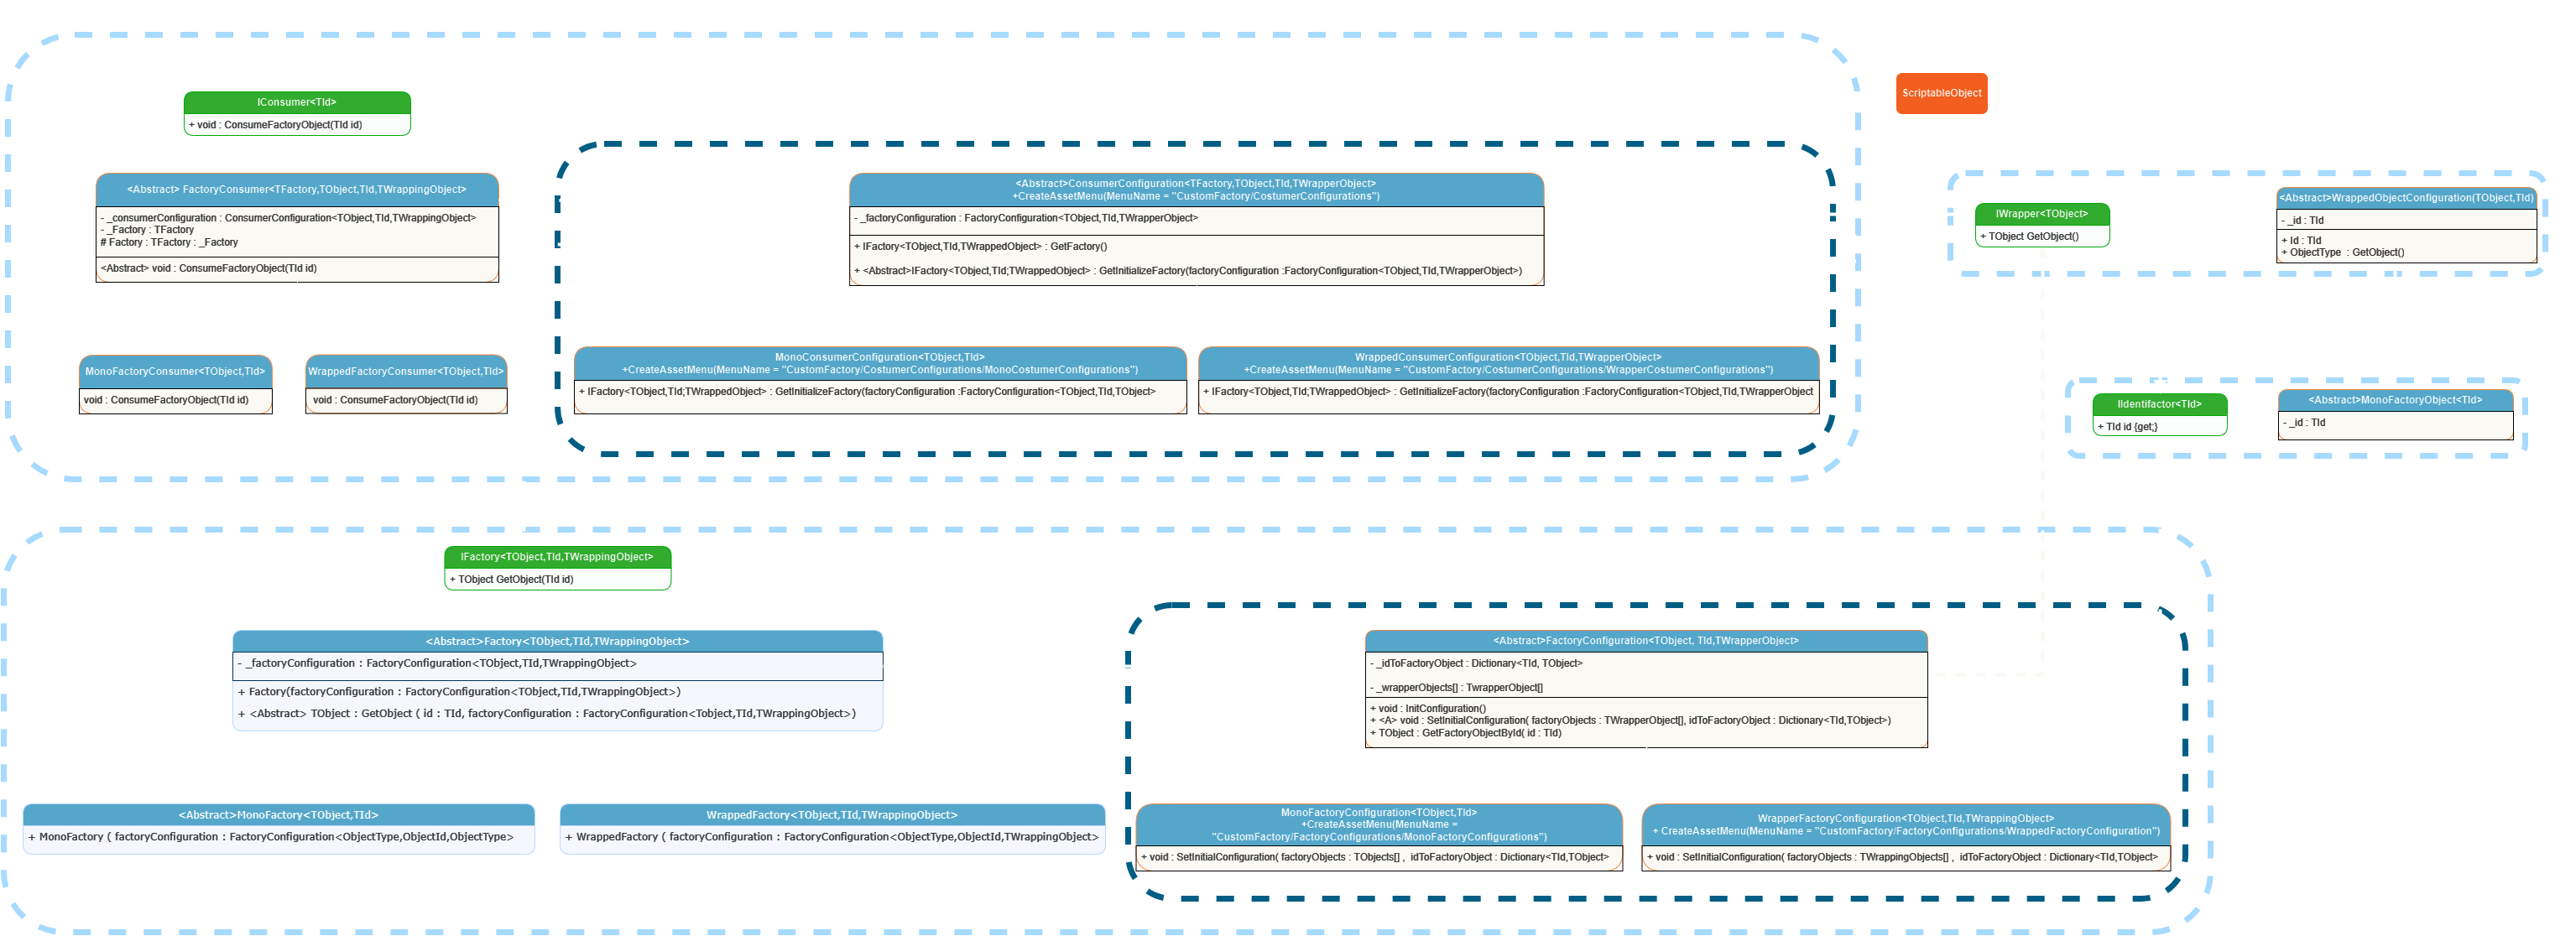 IConsumer<TId>
+ void : ConsumeFactoryObject(TId id)
<Abstract> FactoryConsumer<TFactory,TObject,TId,TWrappingObject>
- _consumerConfiguration : ConsumerConfiguration<TObject,TId,TWrappingObject>
- _Factory : TFactory
# Factory : TFactory : _Factory
<Abstract> void : ConsumeFactoryObject(TId id)
MonoFactoryConsumer<TObject,TId>
void : ConsumeFactoryObject(TId id)
WrappedFactoryConsumer<TObject,TId>
void : ConsumeFactoryObject(TId id)
<Abstract>ConsumerConfiguration<TFactory,TObject,TId,TWrapperObject>
+CreateAssetMenu(MenuName = "CustomFactory/CostumerConfigurations")
- _factoryConfiguration : FactoryConfiguration<TObject,TId,TWrapperObject>
+ IFactory<TObject,TId,TWrappedObject> : GetFactory()
+ <Abstract>IFactory<TObject,TId;TWrappedObject> : GetInitializeFactory(factoryConfiguration :FactoryConfiguration<TObject,TId,TWrapperObject>)
MonoConsumerConfiguration<TObject,TId>
+CreateAssetMenu(MenuName = "CustomFactory/CostumerConfigurations/MonoCostumerConfigurations")
+ IFactory<TObject,TId;TWrappedObject> : GetInitializeFactory(factoryConfiguration :FactoryConfiguration<TObject,TId,TObject>
WrappedConsumerConfiguration<TObject,TId,TWrapperObject>
+CreateAssetMenu(MenuName = "CustomFactory/CostumerConfigurations/WrapperCostumerConfigurations")
+ IFactory<TObject,TId;TWrappedObject> : GetInitializeFactory(factoryConfiguration :FactoryConfiguration<TObject,TId,TWrapperObject
ScriptableObject
IWrapper<TObject>
+ TObject GetObject()
<Abstract>WrappedObjectConfiguration(TObject,TId)
- _id : TId
+ Id : TId
+ ObjectType : GetObject()
IIdentifactor<TId>
+ TId id {get;}
<Abstract>MonoFactoryObject<TId>
- _id : TId
IFactory<TObject,TId,TWrappingObject>
+ TObject GetObject(TId id)
<Abstract>Factory<TObject,TId,TWrappingObject>
- _factoryConfiguration : FactoryConfiguration<TObject,TId,TWrappingObject>
+ Factory(factoryConfiguration : FactoryConfiguration<TObject,TId,TWrappingObject>)
+ <Abstract> TObject : GetObject ( id : TId, factoryConfiguration : FactoryConfiguration<Tobject,TId,TWrappingObject>)
<Abstract>MonoFactory<TObject,TId>
+ MonoFactory ( factoryConfiguration : FactoryConfiguration<ObjectType,ObjectId,ObjectType>
WrappedFactory<TObject,TId,TWrappingObject>
+ WrappedFactory ( factoryConfiguration : FactoryConfiguration<ObjectType,ObjectId,TWrappingObject>
<Abstract>FactoryConfiguration<TObject, TId,TWrapperObject>
- _idToFactoryObject : Dictionary<TId, TObject>
- _wrapperObjects[] : TwrapperObject[]
+ void : InitConfiguration()
+ <A> void : SetInitialConfiguration( factoryObjects : TWrapperObject[], idToFactoryObject : Dictionary<TId,TObject>)
+ TObject : GetFactoryObjectById( id : TId)
MonoFactoryConfiguration<TObject,TId>
+CreateAssetMenu(MenuName =
"CustomFactory/FactoryConfigurations/MonoFactoryConfigurations")
+ void : SetInitialConfiguration( factoryObjects : TObjects[] , idToFactoryObject : Dictionary<TId,TObject>
WrapperFactoryConfiguration<TObject,TId,TWrappingObject>
+ CreateAssetMenu(MenuName = "CustomFactory/FactoryConfigurations/WrappedFactoryConfiguration")
+ void : SetInitialConfiguration( factoryObjects : TWrappingObjects[] , idToFactoryObject : Dictionary<TId,TObject>